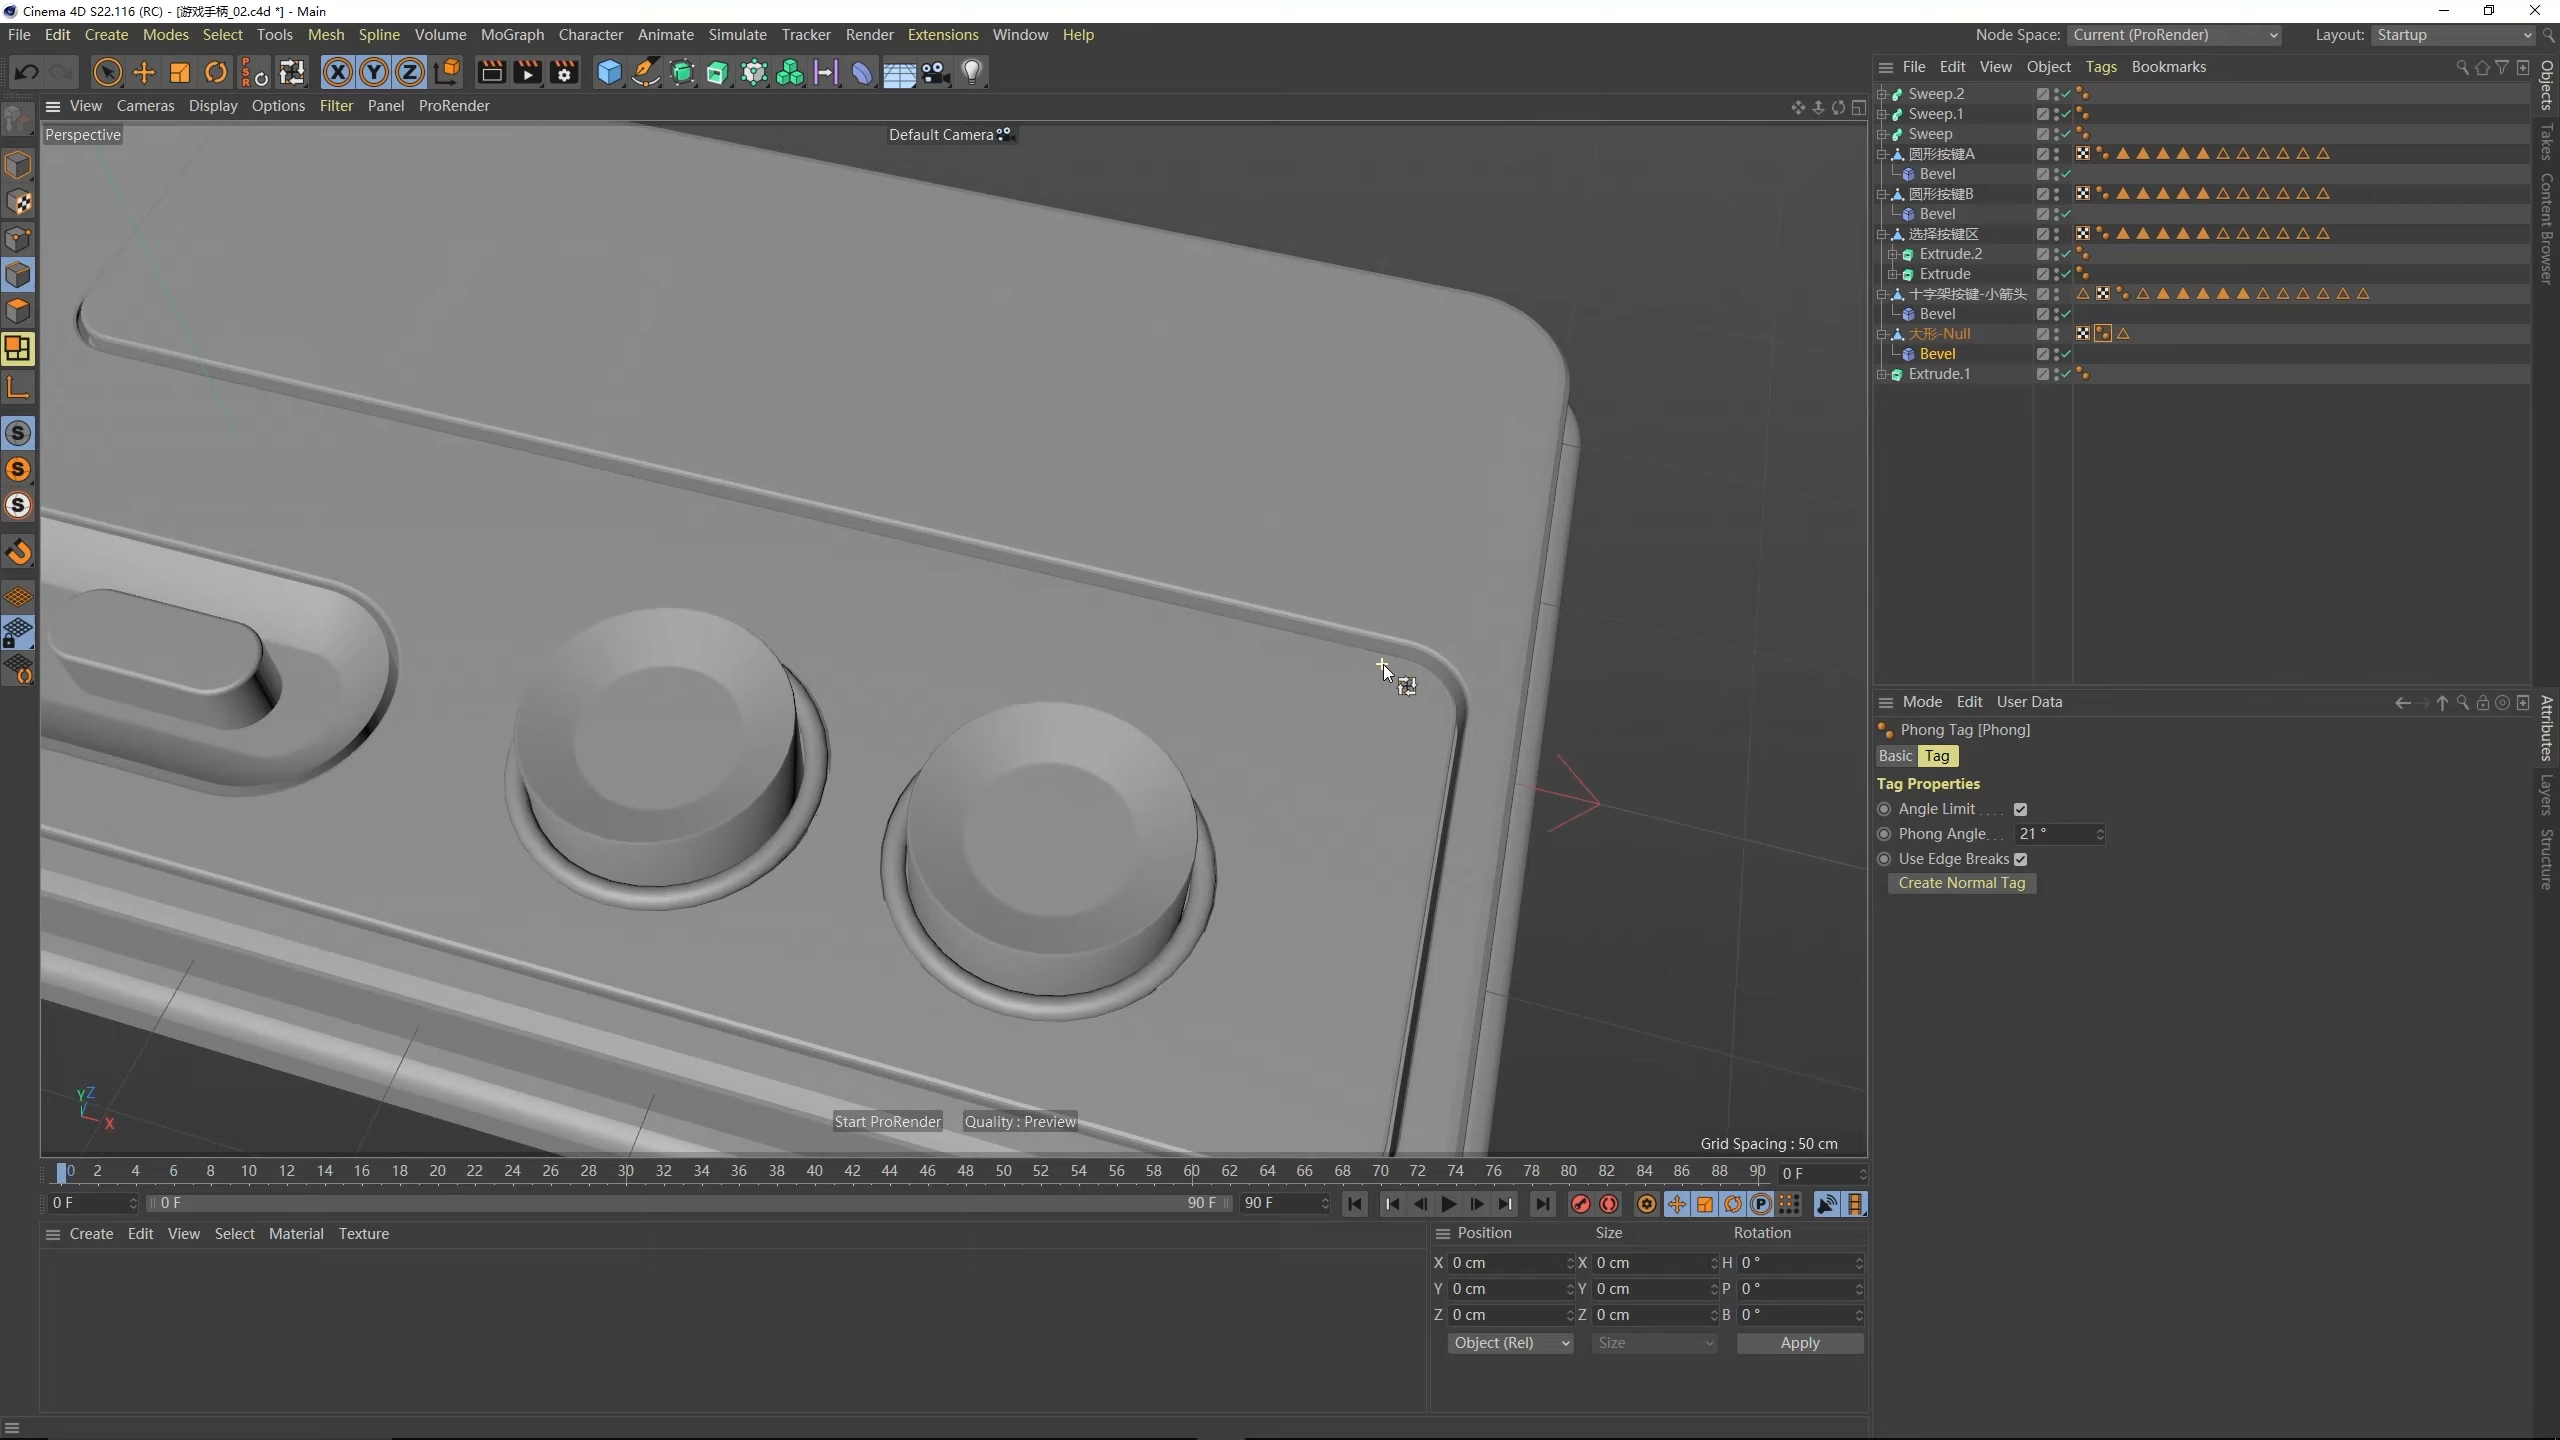 Cinema 4D S22.116 (RC) - [游戏手柄_02.c4d *] - Main
File Edit Create Modes Select Tools Mesh Spline Volume MoGraph Character Animate Simulate Tracker Render Extensions Window Help
Node Space: Current (ProRender) Layout: Startup
PSR X Y Z
View Cameras Display Options Filter Panel ProRender
Perspective
Default Camera
File Edit View Object Tags Bookmarks
Sweep.2
Sweep.1
Sweep
圆形按键A
Bevel
圆形按键B
Bevel
选择按键区
Extrude.2
Extrude
十字架按键-小箭头
Bevel
大形-Null
Bevel
Extrude.1
Objects
Takes
Content Browser
S
S
S
Mode Edit User Data
Phong Tag [Phong]
Basic Tag
Tag Properties
Angle Limit . . . .
Phong Angle. . . 21 °
Use Edge Breaks
Create Normal Tag
Attributes
Layers
Structure
Y Z
X
Start ProRender Quality : Preview
Grid Spacing : 50 cm
0 2 4 6 8 10 12 14 16 18 20 22 24 26 28 30 32 34 36 38 40 42 44 46 48 50 52 54 56 58 60 62 64 66 68 70 72 74 76 78 80 82 84 86 88 90 0 F
0 F 0 F 90 F 90 F P
Create Edit View Select Material Texture
Position Size Rotation
X 0 cm X 0 cm H 0 °
Y 0 cm Y 0 cm P 0 °
Z 0 cm Z 0 cm B 0 °
Object (Rel) Size Apply